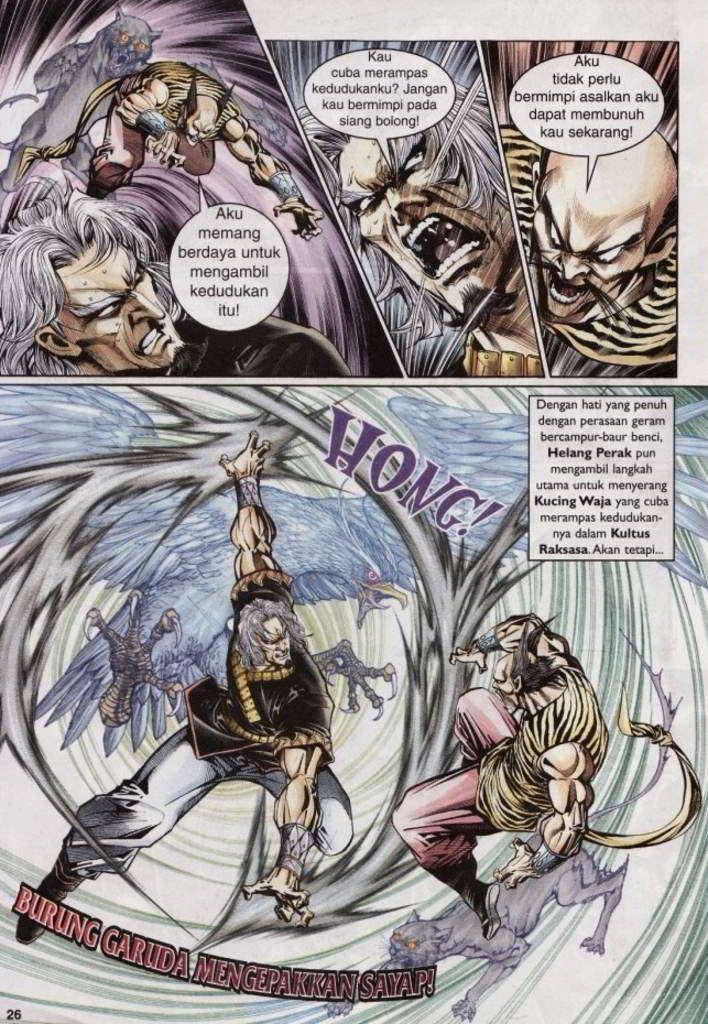 Aku
memang
berdaya untuk
mengambil
kedudukan
itu!
Kau
cuba merampas
kedudukanku? Jangan
kau bermimpi pada
siang bolong!
Aku
tidak perlu
bermimpi asalkan aku
dapat membunuh
kau sekarang!
Dengan hati yang penuh
dengan perasaan geram
bercampur-baur benci,
Helang Perak pun
mengambil langkah
utama untuk menyerang
Kucing Waja yang cuba
merampas kedudukan-
nya dalam Kultus
Raksasa. Akan tetapi...
HONG!
BURUNG GARUDA MENGEPAKKAN SAYAP!
26